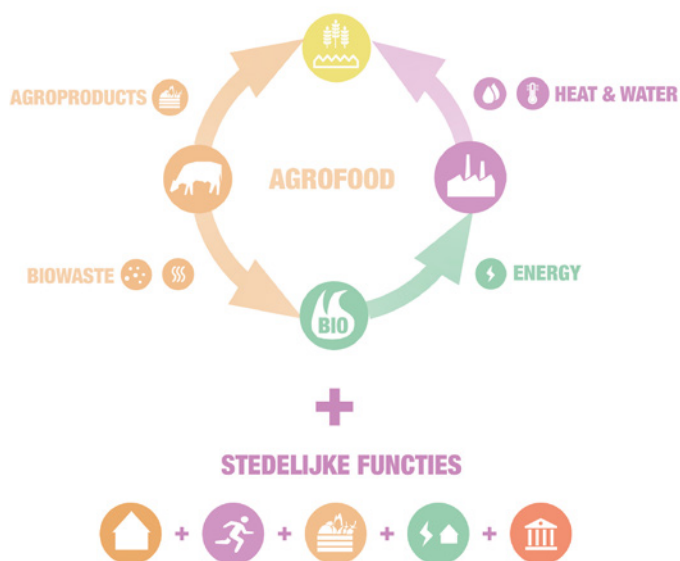 AGROPRODUCTS
HEAT & WATER
AGROFOOD
BIOWASTE
ENERGY
BIO
+
STEDELIJKE FUNCTIES
+ + + +